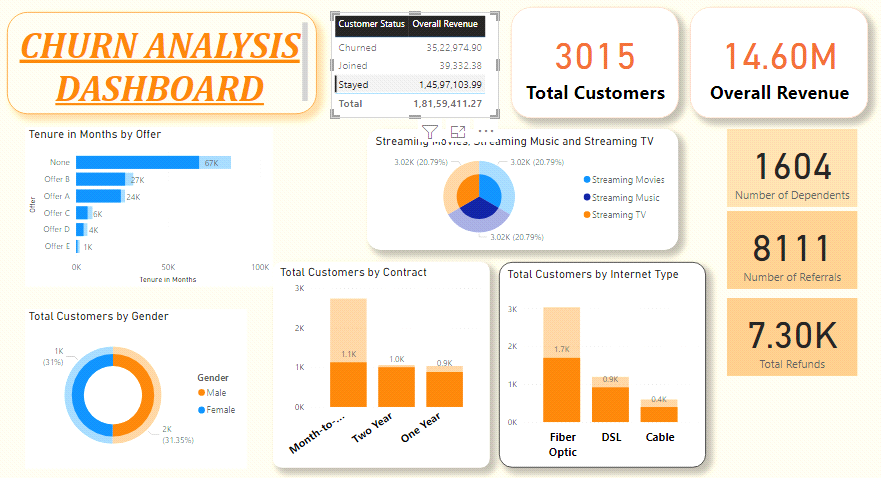 CHURN ANALYSIS
DASHBOARD
Customer Status Overall Revenue
Churned 35,22,974.90
Joined 39,332.38
Stayed 1,45,97,103.99
Total 1,81,59,411.27
3015
Total Customers
14.60M
Overall Revenue
Tenure in Months by Offer
Offer
None 67K
Offer B 27K
Offer A 24K
Offer C 6K
Offer D 4K
Offer E 1K
0K 50K 100K
Tenure in Months
Streaming Movies, Streaming Music and Streaming TV
3.02K (20.79%) 3.02K (20.79%)
3.02K (20.79%)
Streaming Movies
Streaming Music
Streaming TV
1604
Number of Dependents
8111
Number of Referrals
7.30K
Total Refunds
Total Customers by Gender
1K
(31%)
2K
(31.35%)
Gender
Male
Female
Total Customers by Contract
3K
2K
1K
0K
1.1K 1.0K 0.9K
Month-to-... Two Year One Year
Total Customers by Internet Type
3K
2K
1K
0K
1.7K 0.9K 0.4K
Fiber
Optic
DSL
Cable